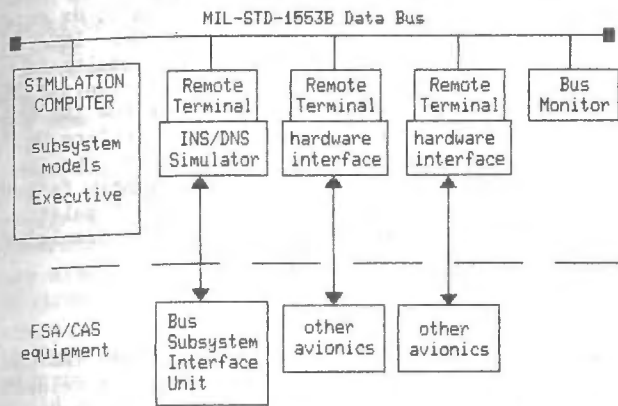 MIL-STD-1553B Data Bus
SIMULATION
COMPUTER
subsystem
models
Executive
Remote
Terminal
INS/DNS
Simulator
Remote
Terminal
hardware
interface
Remote
Terminal
hardware
interface
Bus
Monitor
FSA/CAS
equipment
Bus
Subsystem
Interface
Unit
other
avionics
other
avionics